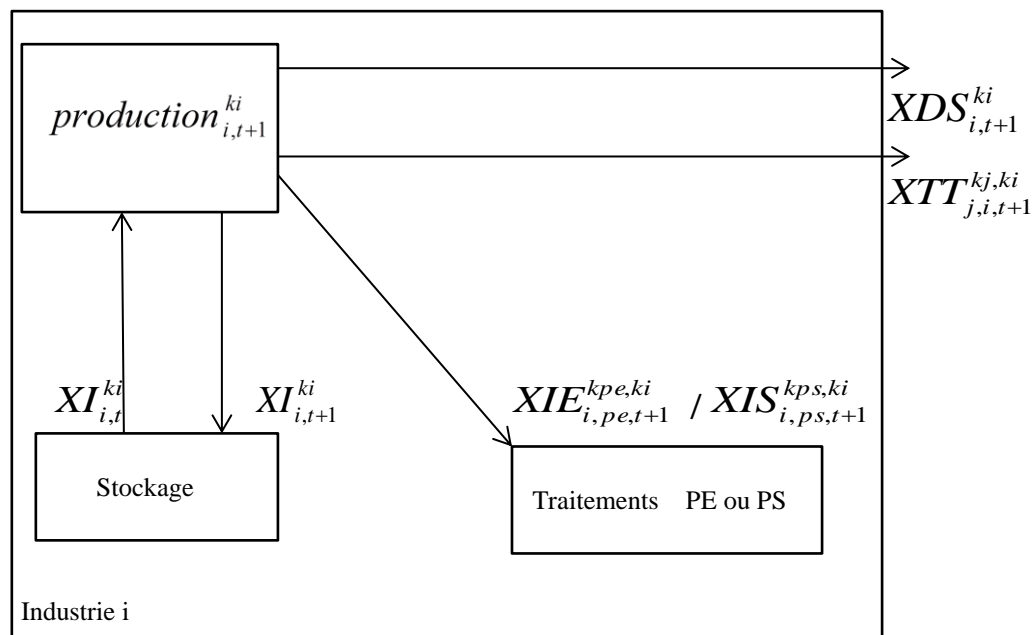 production_{i,t+1}^{ki}
XDS_{i,t+1}^{ki}
XTT_{j,i,t+1}^{kj,ki}
XI_{i,t}^{ki}
XI_{i,t+1}^{ki}
XIE_{i,pe,t+1}^{kpe,ki} / XIS_{i,ps,t+1}^{kps,ki}
Stockage
Traitements PE ou PS
Industrie i